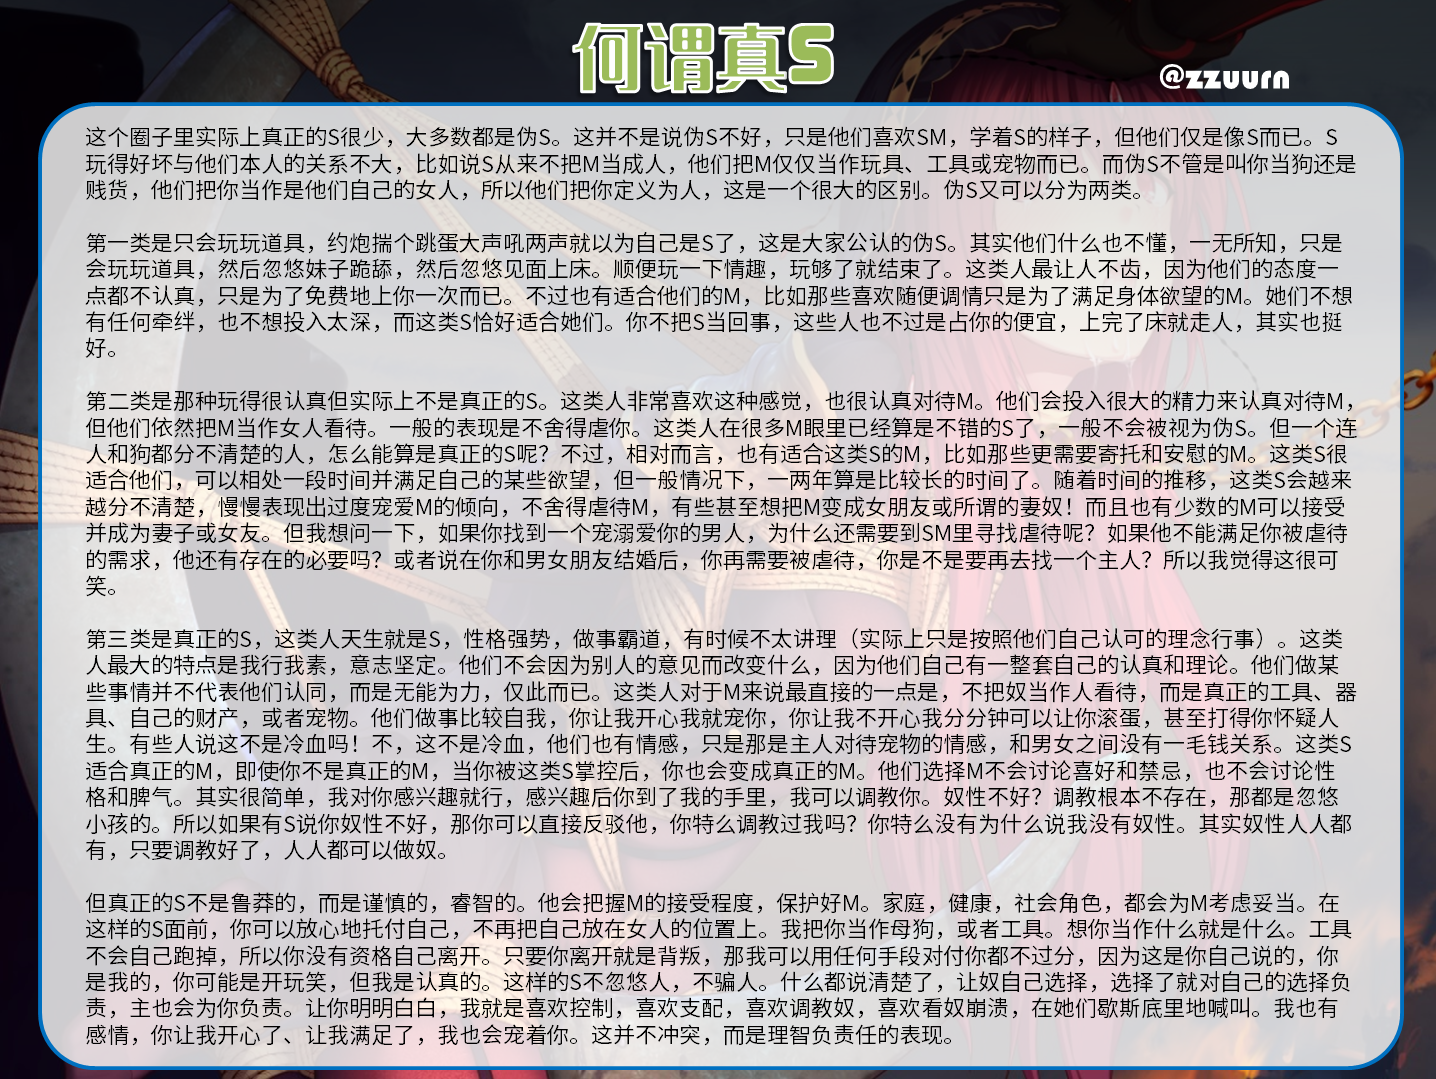 何谓真S
@zzuurn
这个圈子里实际上真正的S很少，大多数都是伪S。这并不是说伪S不好，只是他们喜欢SM，学着S的样子，但他们仅是像S而已。S
玩得好坏与他们本人的关系不大，比如说S从来不把M当成人，他们把M仅仅当作玩具、工具或宠物而已。而伪S不管是叫你当狗还是
贱货，他们把你当作是他们自己的女人，所以他们把你定义为人，这是一个很大的区别。伪S又可以分为两类。
第一类是只会玩玩道具，约炮揣个跳蛋大声吼两声就以为自己是S了，这是大家公认的伪S。其实他们什么也不懂，一无所知，只是
会玩玩道具，然后忽悠妹子跪舔，然后忽悠见面上床。顺便玩一下情趣，玩够了就结束了。这类人最让人不齿，因为他们的态度一
点都不认真，只是为了免费地上你一次而已。不过也有适合他们的M，比如那些喜欢随便调情只是为了满足身体欲望的M。她们不想
有任何牵绊，也不想投入太深，而这类S恰好适合她们。你不把S当回事，这些人也不过是占你的便宜，上完了床就走人，其实也挺
好。
第二类是那种玩得很认真但实际上不是真正的S。这类人非常喜欢这种感觉，也很认真对待M。他们会投入很大的精力来认真对待M，
但他们依然把M当作女人看待。一般的表现是不舍得虐你。这类人在很多M眼里已经算是不错的S了，一般不会被视为伪S。但一个连
人和狗都分不清楚的人，怎么能算是真正的S呢？不过，相对而言，也有适合这类S的M，比如那些更需要寄托和安慰的M。这类S很
适合他们，可以相处一段时间并满足自己的某些欲望，但一般情况下，一两年算是比较长的时间了。随着时间的推移，这类S会越来
越分不清楚，慢慢表现出过度宠爱M的倾向，不舍得虐待M，有些甚至想把M变成女朋友或所谓的妻奴！而且也有少数的M可以接受
并成为妻子或女友。但我想问一下，如果你找到一个宠溺爱你的男人，为什么还需要到SM里寻找虐待呢？如果他不能满足你被虐待
的需求，他还有存在的必要吗？或者说在你和男女朋友结婚后，你再需要被虐待，你是不是要再去找一个主人？所以我觉得这很可
笑。
第三类是真正的S，这类人天生就是S，性格强势，做事霸道，有时候不太讲理（实际上只是按照他们自己认可的理念行事）。这类
人最大的特点是我行我素，意志坚定。他们不会因为别人的意见而改变什么，因为他们自己有一整套自己的认真和理论。他们做某
些事情并不代表他们认同，而是无能为力，仅此而已。这类人对于M来说最直接的一点是，不把奴当作人看待，而是真正的工具、器
具、自己的财产，或者宠物。他们做事比较自我，你让我开心我就宠你，你让我不开心我分分钟可以让你滚蛋，甚至打得你怀疑人
生。有些人说这不是冷血吗！不，这不是冷血，他们也有情感，只是那是主人对待宠物的情感，和男女之间没有一毛钱关系。这类S
适合真正的M，即使你不是真正的M，当你被这类S掌控后，你也会变成真正的M。他们选择M不会讨论喜好和禁忌，也不会讨论性
格和脾气。其实很简单，我对你感兴趣就行，感兴趣后你到了我的手里，我可以调教你。奴性不好？调教根本不存在，那都是忽悠
小孩的。所以如果有S说你奴性不好，那你可以直接反驳他，你特么调教过我吗？你特么没有为什么说我没有奴性。其实奴性人人都
有，只要调教好了，人人都可以做奴。
但真正的S不是鲁莽的，而是谨慎的，睿智的。他会把握M的接受程度，保护好M。家庭，健康，社会角色，都会为M考虑妥当。在
这样的S面前，你可以放心地托付自己，不再把自己放在女人的位置上。我把你当作母狗，或者工具。想你当作什么就是什么。工具
不会自己跑掉，所以你没有资格自己离开。只要你离开就是背叛，那我可以用任何手段对付你都不过分，因为这是你自己说的，你
是我的，你可能是开玩笑，但我是认真的。这样的S不忽悠人，不骗人。什么都说清楚了，让奴自己选择，选择了就对自己的选择负
责，主也会为你负责。让你明明白白，我就是喜欢控制，喜欢支配，喜欢调教奴，喜欢看奴崩溃，在她们歇斯底里地喊叫。我也有
感情，你让我开心了、让我满足了，我也会宠着你。这并不冲突，而是理智负责任的表现。